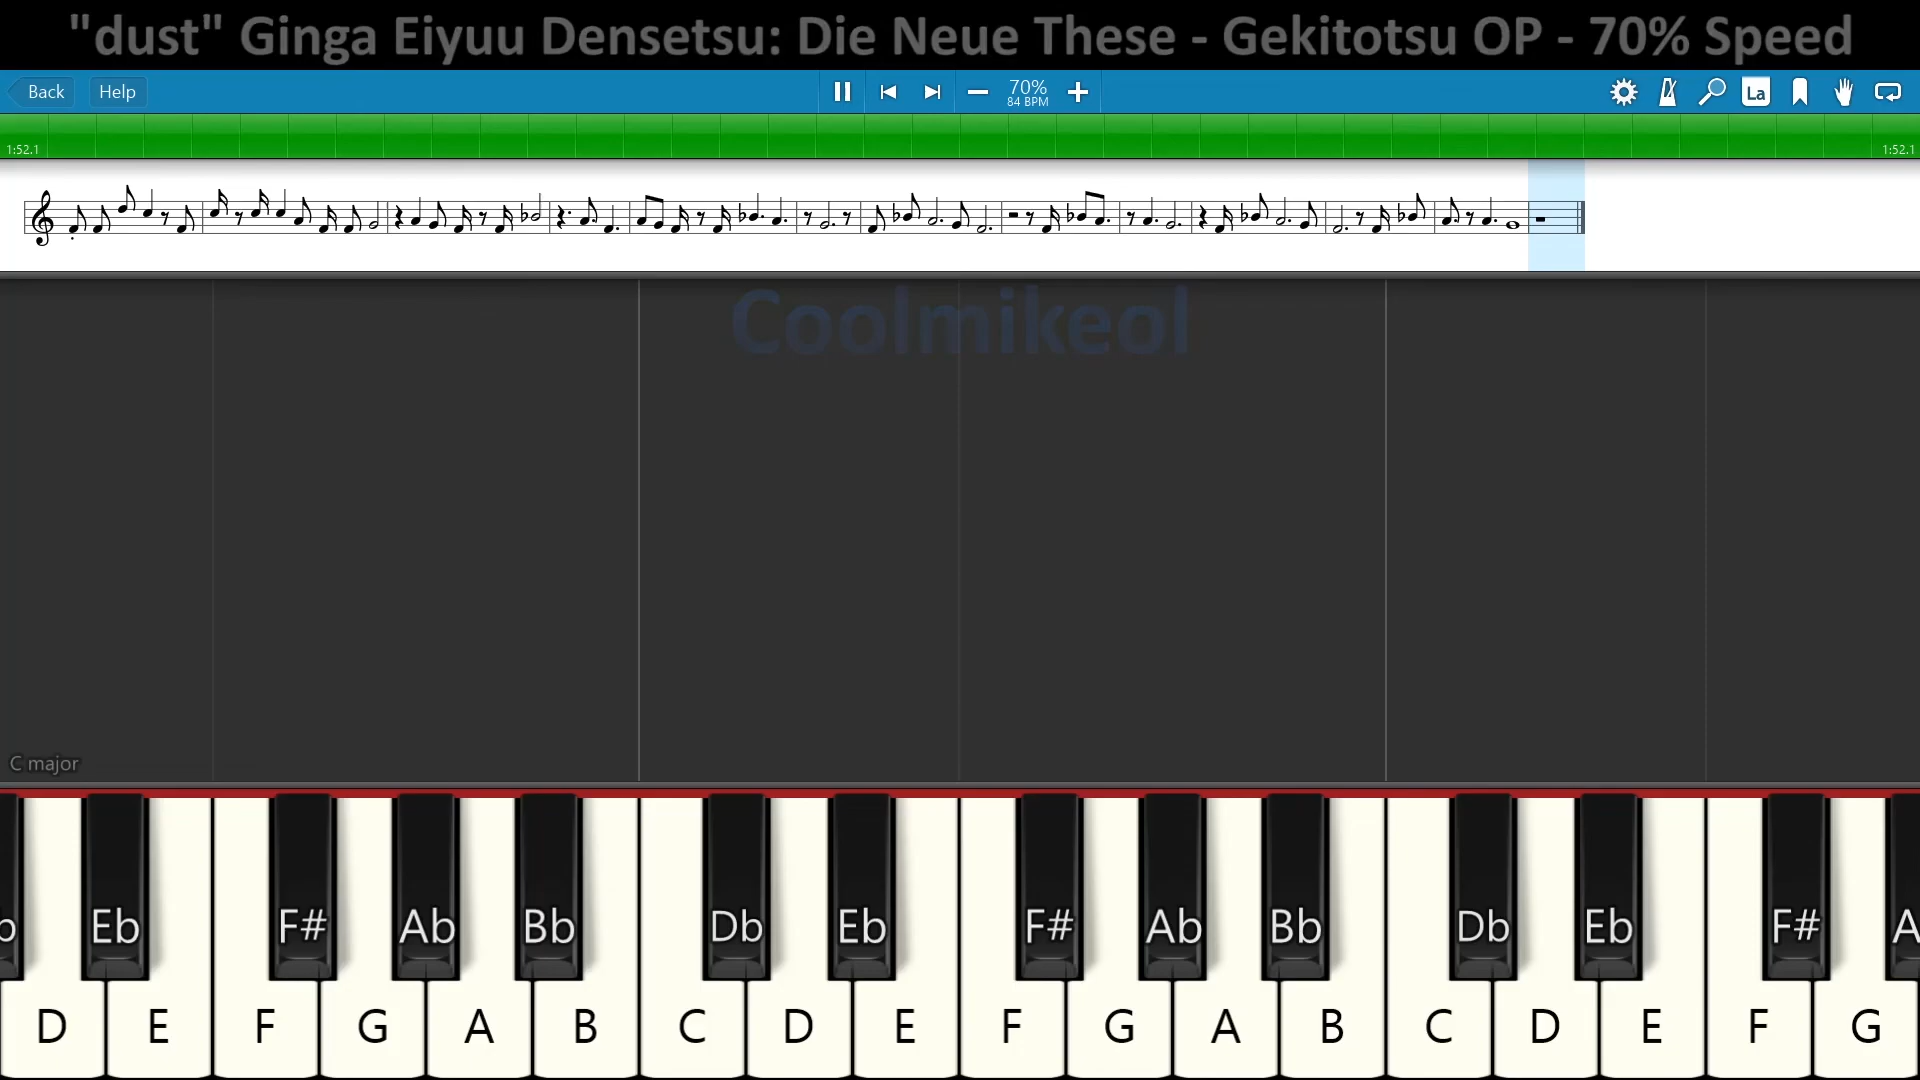 "dust" Ginga Eiyuu Densetsu: Die Neue These - Gekitotsu OP - 70% Speed
Back Help 70% La
84 BPM
1:52.1 1:52.1
Coolmikeol
C major
b Eb F# Ab Bb Db Eb F# Ab Bb Db Eb F# A
D E F G A B C D E F G A B C D E F G